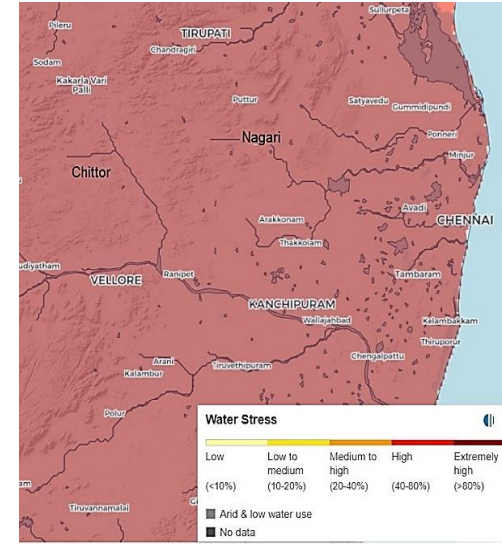 Sullurpeta
Pileru
TIRUPATI
Chandragiri
Sodam
Kakarla Vari
Palli
Puttur
Satyavedu
Gummidipundi
Nagari
Ponneri
Minjur
Chittor
Arakkonam
Avadi
CHENNAI
Thakkolam
udiyatham
VELLORE
Ranipet
Tambaram
KANCHIPURAM
Wallajahbad
Kelambakkam
Thiruporur
Chengalpattu
Arani
Kalambur
Tiruvethipuram
Polur
am
Tiruvannamalai
Water Stress
Low
Low to
medium
Medium to
high
High
Extremely
high
(<10%)
(10-20%)
(20-40%)
(40-80%)
(>80%)
Arid & low water use
No data